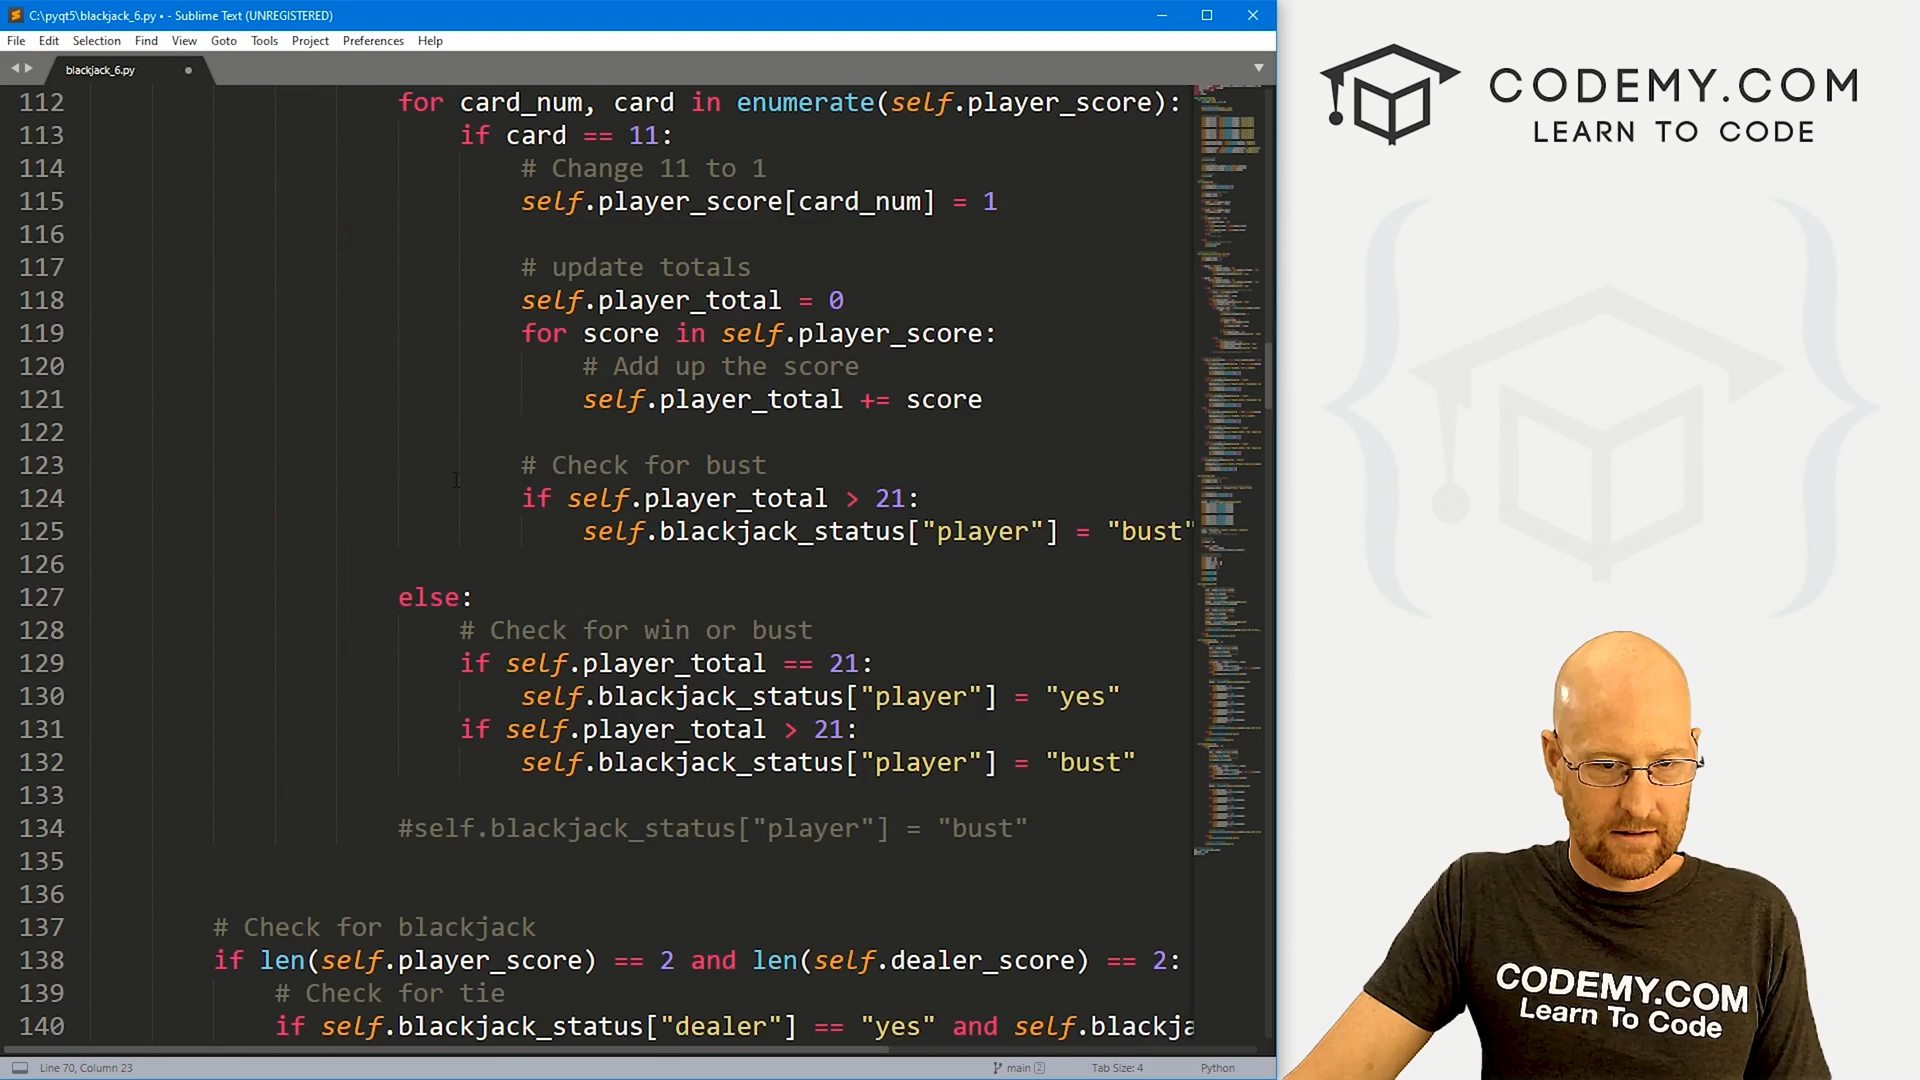 C:\pyqt5\blackjack_6.py • - Sublime Text (UNREGISTERED)
File Edit Selection Find View Goto Tools Project Preferences Help
blackjack_6.py
112 for card_num, card in enumerate(self.player_score):
113 if card == 11:
114 # Change 11 to 1
115 self.player_score[card_num] = 1
116
117 # update totals
118 self.player_total = 0
119 for score in self.player_score:
120 # Add up the score
121 self.player_total += score
122
123 # Check for bust
124 if self.player_total > 21:
125 self.blackjack_status["player"] = "bust"
126
127 else:
128 # Check for win or bust
129 if self.player_total == 21:
130 self.blackjack_status["player"] = "yes"
131 if self.player_total > 21:
132 self.blackjack_status["player"] = "bust"
133
134 #self.blackjack_status["player"] = "bust"
135
136
137 # Check for blackjack
138 if len(self.player_score) == 2 and len(self.dealer_score) == 2:
139 # Check for tie
140 if self.blackjack_status["dealer"] == "yes" and self.blackja
Line 70, Column 23
main 2
Tab Size: 4
Python
CODEMY.COM
LEARN TO CODE
CODEMY.COM
Learn To Code